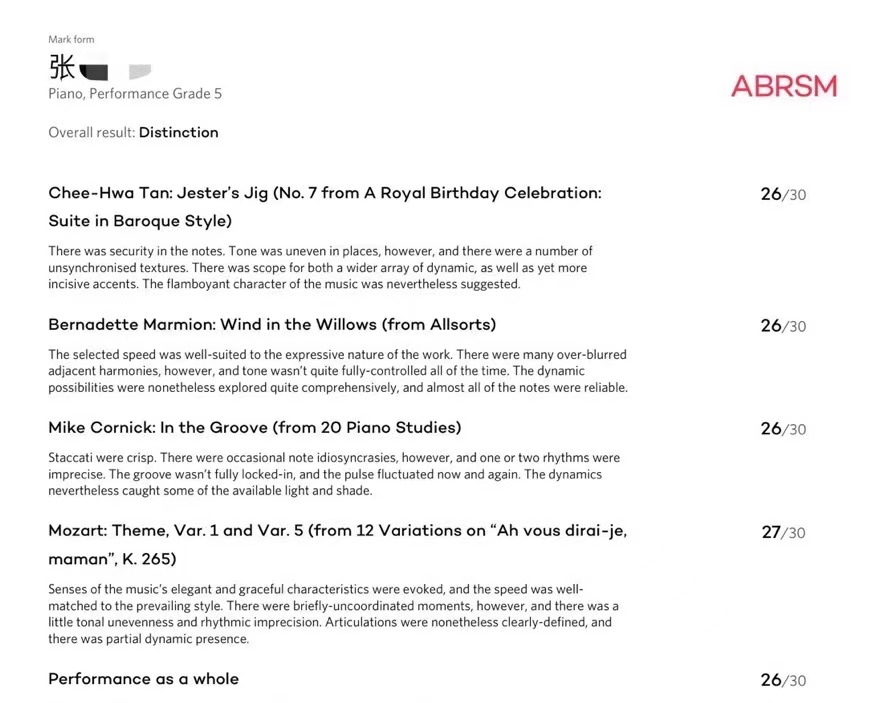 Mark form
张
Piano, Performance Grade 5
ABRSM
Overall result: Distinction
Chee-Hwa Tan: Jester's Jig (No. 7 from A Royal Birthday Celebration:
Suite in Baroque Style)
26/30
There was security in the notes. Tone was uneven in places, however, and there were a number of
unsynchronised textures. There was scope for both a wider array of dynamic, as well as yet more
incisive accents. The flamboyant character of the music was nevertheless suggested.
Bernadette Marmion: Wind in the Willows (from Allsorts)
26/30
The selected speed was well-suited to the expressive nature of the work. There were many over-blurred
adjacent harmonies, however, and tone wasn't quite fully-controlled all of the time. The dynamic
possibilities were nonetheless explored quite comprehensively, and almost all of the notes were reliable.
Mike Cornick: In the Groove (from 20 Piano Studies)
26/30
Staccati were crisp. There were occasional note idiosyncrasies, however, and one or two rhythms were
imprecise. The groove wasn't fully locked-in, and the pulse fluctuated now and again. The dynamics
nevertheless caught some of the available light and shade.
Mozart: Theme, Var. 1 and Var. 5 (from 12 Variations on “Ah vous dirai-je,
maman”, K. 265)
27/30
Senses of the music's elegant and graceful characteristics were evoked, and the speed was well-
matched to the prevailing style. There were briefly-uncoordinated moments, however, and there was a
little tonal unevenness and rhythmic imprecision. Articulations were nonetheless clearly-defined, and
there was partial dynamic presence.
Performance as a whole
26/30